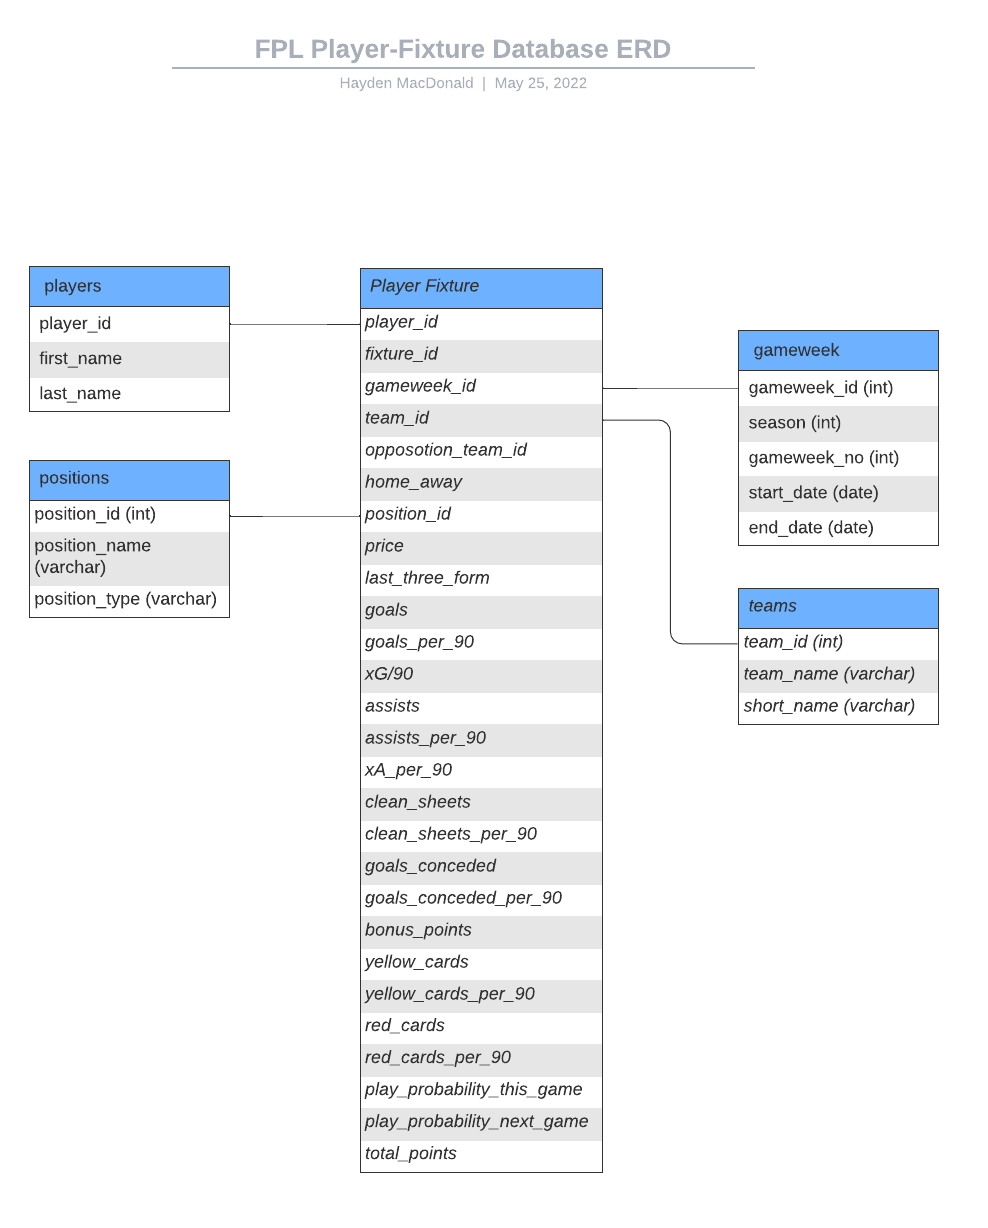 FPL Player-Fixture Database ERD
Hayden MacDonald | May 25, 2022
players
player_id
first_name
last_name
positions
position_id (int)
position_name
(varchar)
position_type (varchar)
Player Fixture
player_id
fixture_id
gameweek_id
team_id
opposotion_team_id
home_away
position_id
price
last_three_form
goals
goals_per_90
xG/90
assists
assists_per_90
xA_per_90
clean_sheets
clean_sheets_per_90
goals_conceded
goals_conceded_per_90
bonus_points
yellow_cards
yellow_cards_per_90
red_cards
red_cards_per_90
play_probability_this_game
play_probability_next_game
total_points
gameweek
gameweek_id (int)
season (int)
gameweek_no (int)
start_date (date)
end_date (date)
teams
team_id (int)
team_name (varchar)
short_name (varchar)